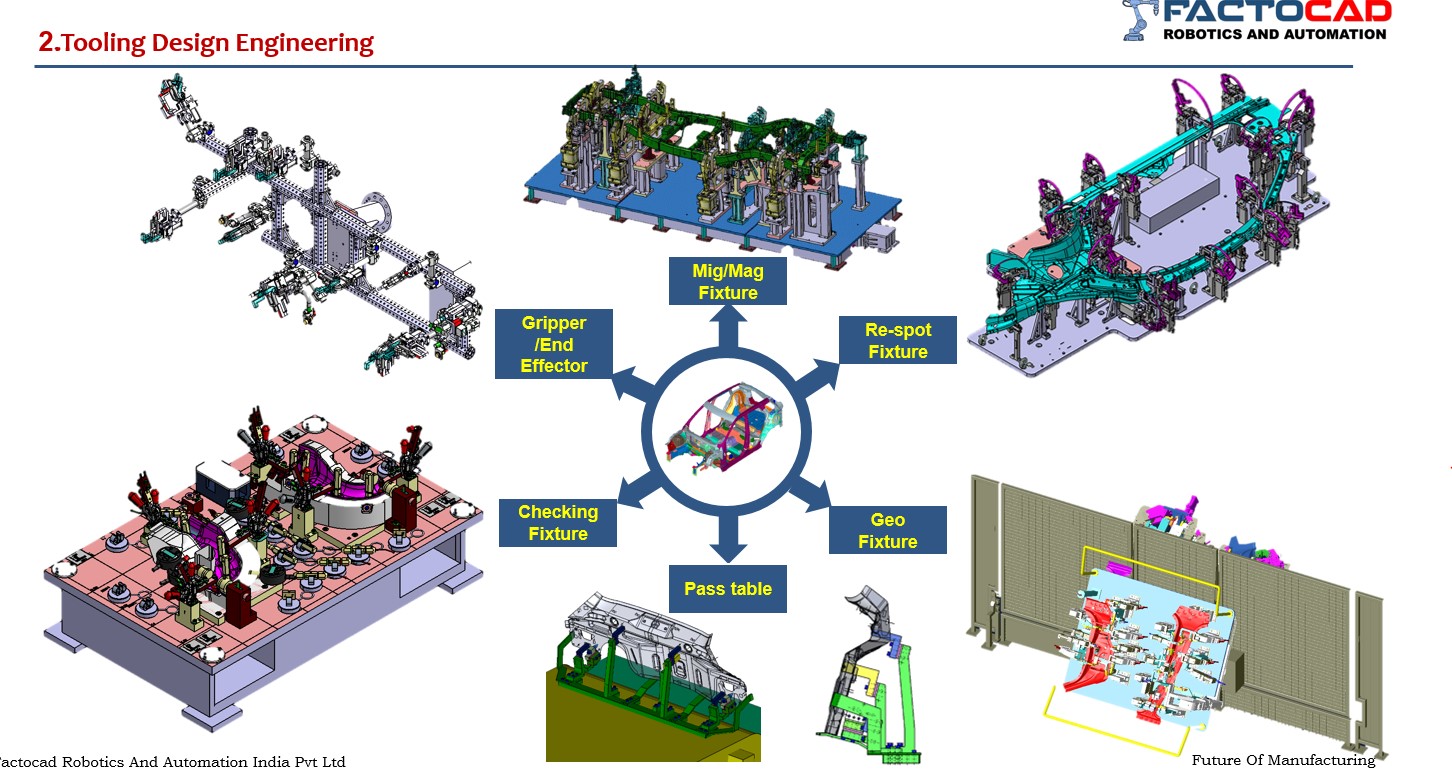 FACTOCAD
ROBOTICS AND AUTOMATION
2.Tooling Design Engineering
Mig/Mag
Fixture
Gripper
/End
Effector
Re-spot
Fixture
Checking
Fixture
Geo
Fixture
Pass table
actocad Robotics And Automation India Pvt Ltd
Future Of Manufacturing